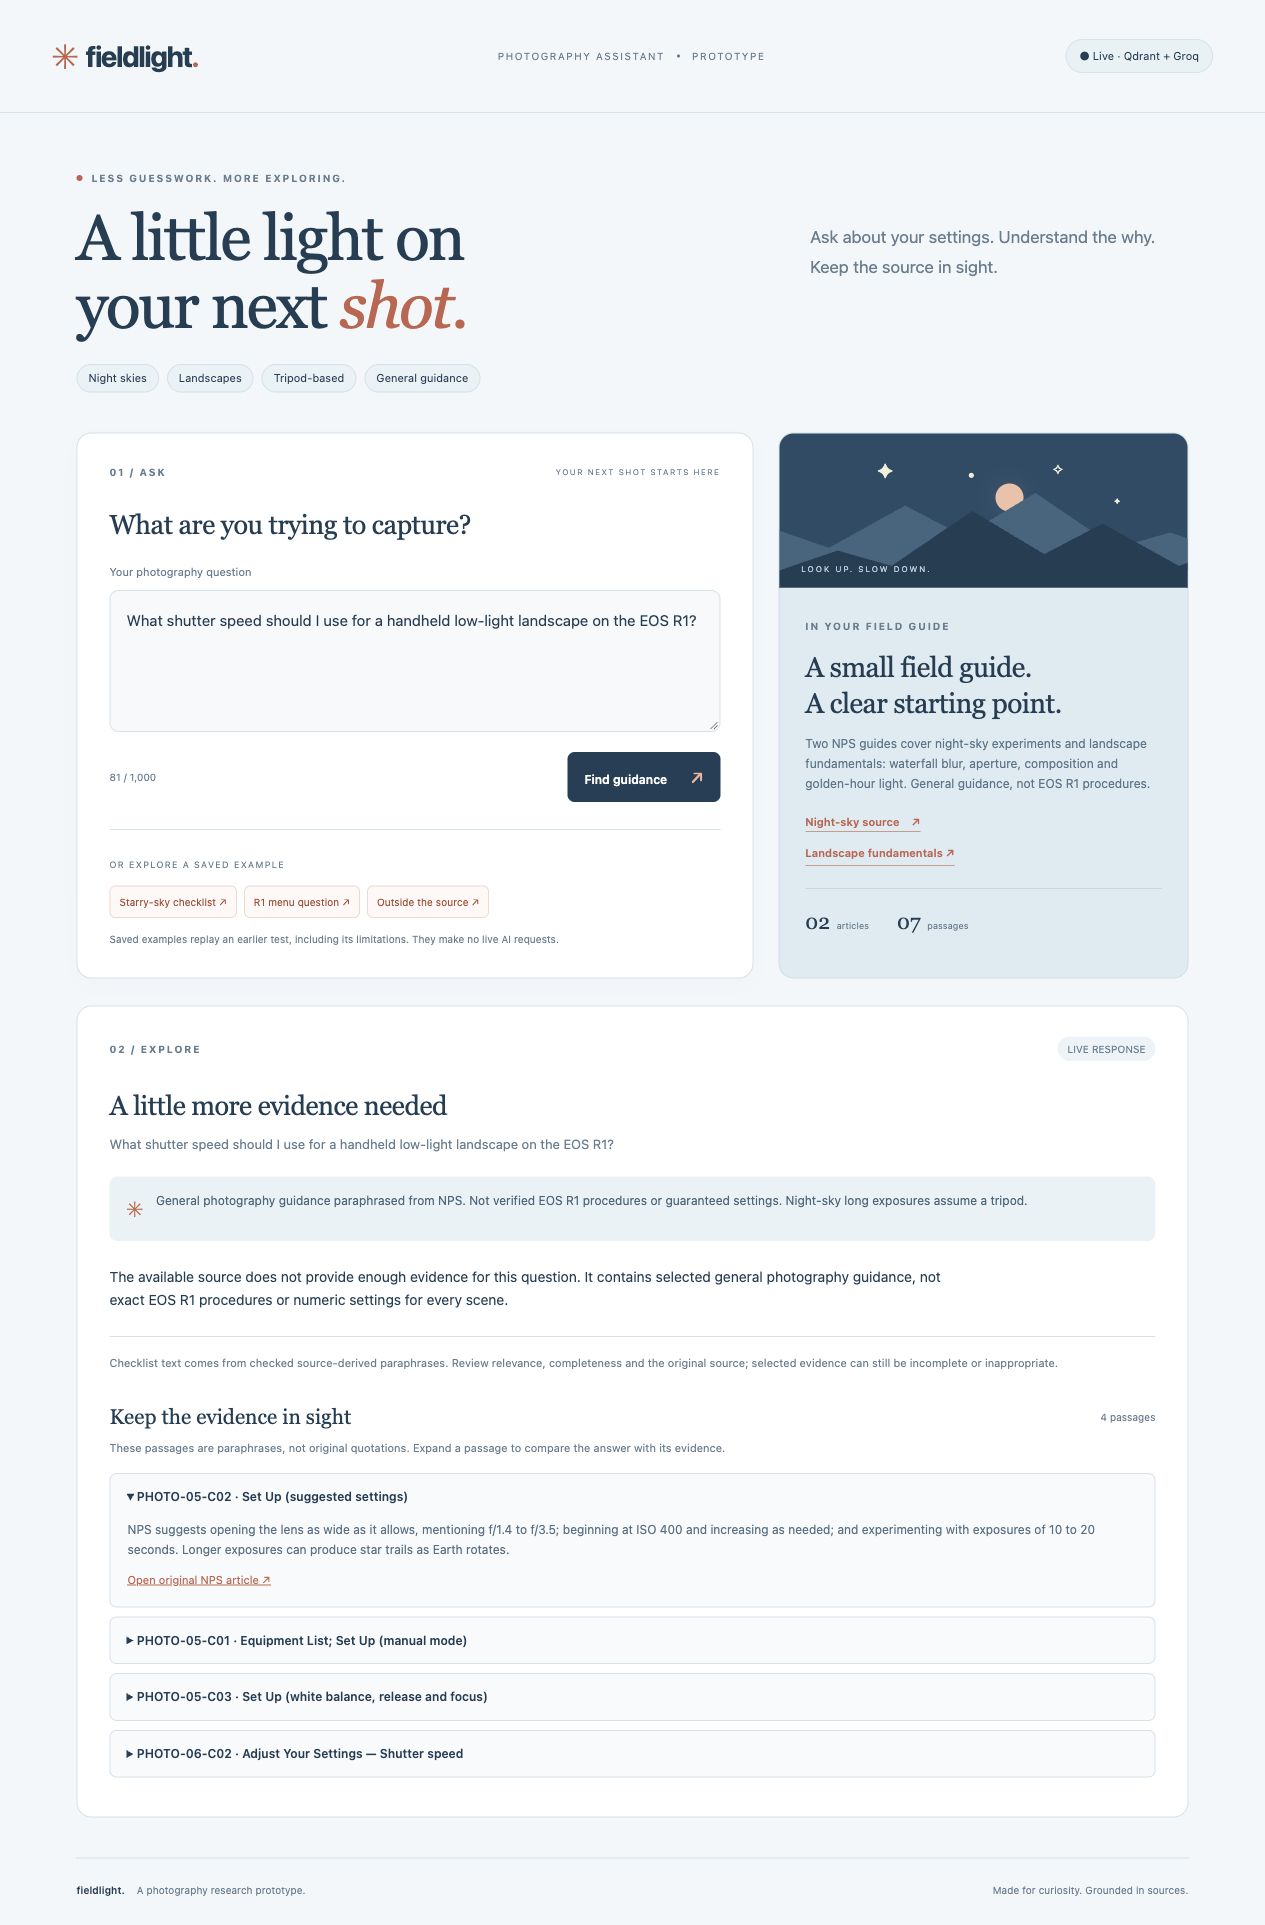 fieldlight.
PHOTOGRAPHY ASSISTANT • PROTOTYPE
● Live · Qdrant + Groq
LESS GUESSWORK. MORE EXPLORING.
A little light on
your next shot.
Ask about your settings. Understand the why.
Keep the source in sight.
Night skies
Landscapes
Tripod-based
General guidance
01 / ASK
YOUR NEXT SHOT STARTS HERE
What are you trying to capture?
Your photography question
What shutter speed should I use for a handheld low-light landscape on the EOS R1?
81 / 1,000
Find guidance ↗
OR EXPLORE A SAVED EXAMPLE
Starry-sky checklist ↗
R1 menu question ↗
Outside the source ↗
Saved examples replay an earlier test, including its limitations. They make no live AI requests.
LOOK UP. SLOW DOWN.
IN YOUR FIELD GUIDE
A small field guide.
A clear starting point.
Two NPS guides cover night-sky experiments and landscape
fundamentals: waterfall blur, aperture, composition and
golden-hour light. General guidance, not EOS R1 procedures.
Night-sky source ↗
Landscape fundamentals ↗
02 articles
07 passages
02 / EXPLORE
LIVE RESPONSE
A little more evidence needed
What shutter speed should I use for a handheld low-light landscape on the EOS R1?
General photography guidance paraphrased from NPS. Not verified EOS R1 procedures or guaranteed settings. Night-sky long exposures assume a tripod.
The available source does not provide enough evidence for this question. It contains selected general photography guidance, not
exact EOS R1 procedures or numeric settings for every scene.
Checklist text comes from checked source-derived paraphrases. Review relevance, completeness and the original source; selected evidence can still be incomplete or inappropriate.
Keep the evidence in sight
4 passages
These passages are paraphrases, not original quotations. Expand a passage to compare the answer with its evidence.
▼ PHOTO-05-C02 · Set Up (suggested settings)
NPS suggests opening the lens as wide as it allows, mentioning f/1.4 to f/3.5; beginning at ISO 400 and increasing as needed; and experimenting with exposures of 10 to 20
seconds. Longer exposures can produce star trails as Earth rotates.
Open original NPS article ↗
▶ PHOTO-05-C01 · Equipment List; Set Up (manual mode)
▶ PHOTO-05-C03 · Set Up (white balance, release and focus)
▶ PHOTO-06-C02 · Adjust Your Settings — Shutter speed
fieldlight. A photography research prototype.
Made for curiosity. Grounded in sources.